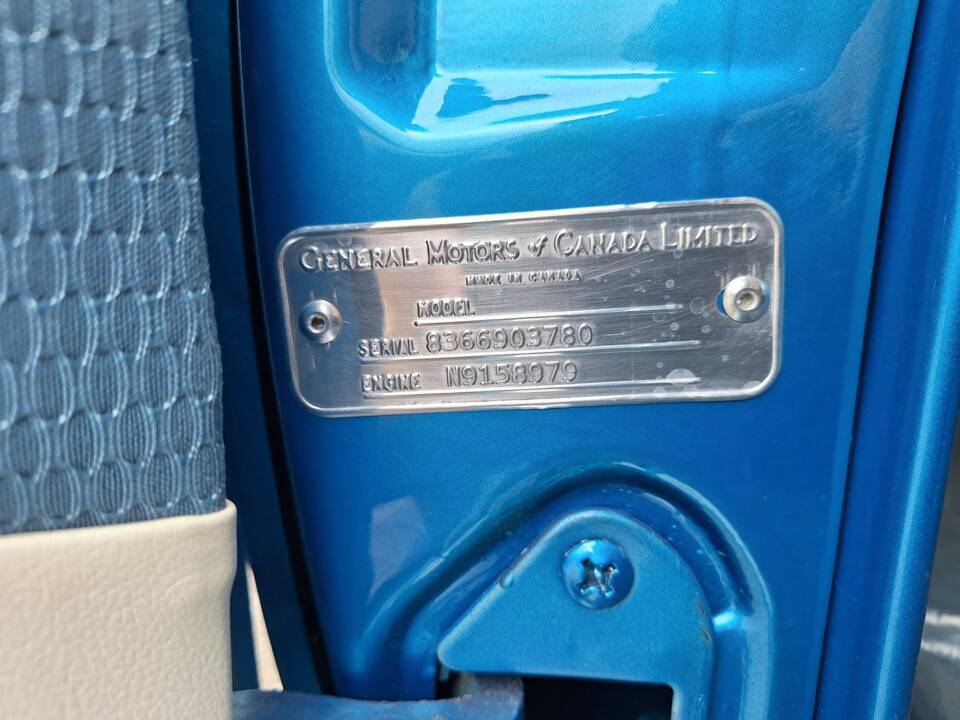 GENERAL MOTORS of CANADA LIMITED
MADE IN CANADA
MODEL
SERIAL 8366903780
ENGINE N9158979